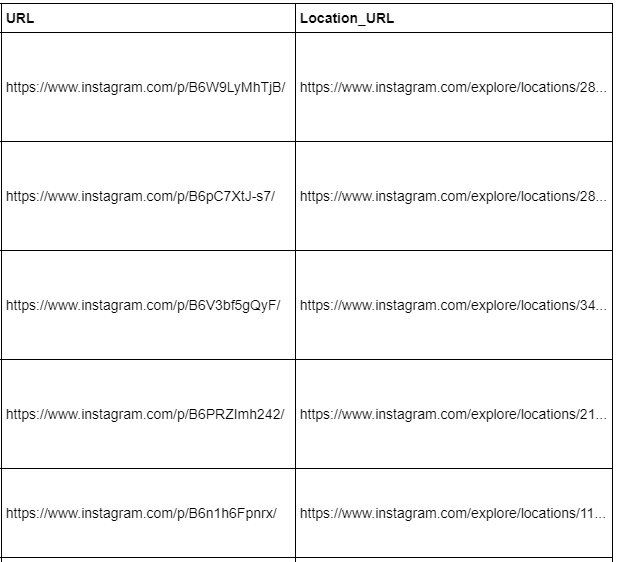 URL Location_URL
https://www.instagram.com/p/B6W9LyMhTjB/ https://www.instagram.com/explore/locations/28...
https://www.instagram.com/p/B6pC7XtJ-s7/ https://www.instagram.com/explore/locations/28...
https://www.instagram.com/p/B6V3bf5gQyF/ https://www.instagram.com/explore/locations/34...
https://www.instagram.com/p/B6PRZlmh242/ https://www.instagram.com/explore/locations/21...
https://www.instagram.com/p/B6n1h6Fpnrx/ https://www.instagram.com/explore/locations/11...